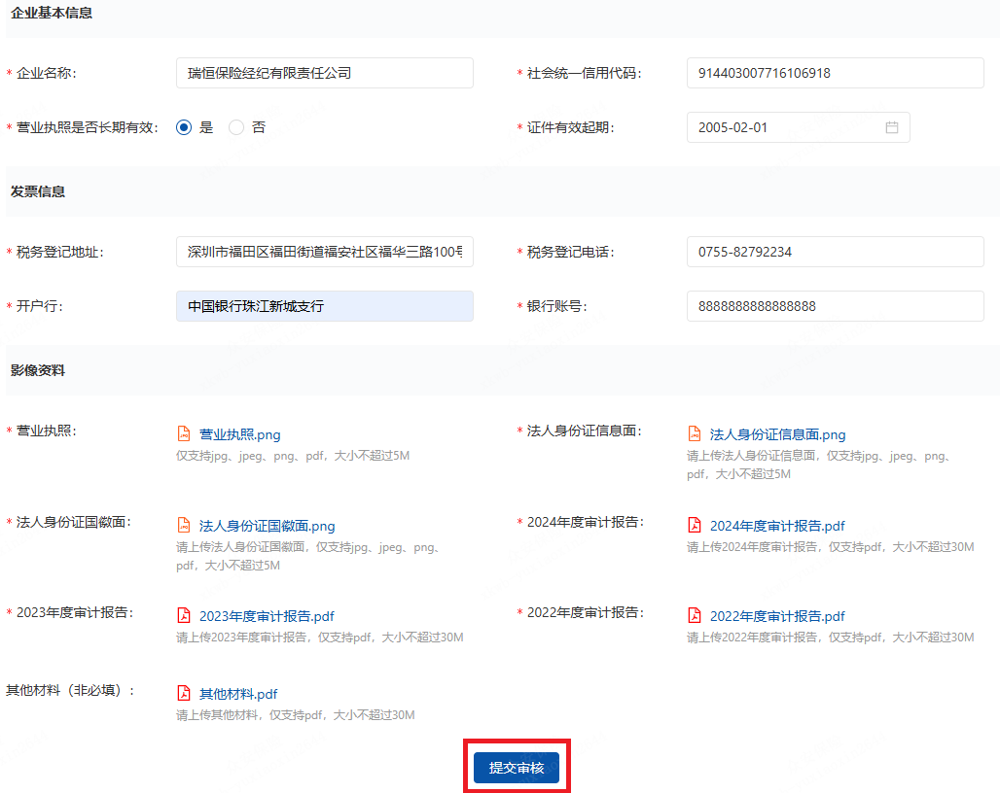 企业基本信息
* 企业名称: 瑞恒保险经纪有限责任公司 * 社会统一信用代码: 914403007716106918
* 营业执照是否长期有效: 是 否 * 证件有效起期: 2005-02-01
发票信息
* 税务登记地址: 深圳市福田区福田街道福安社区福华三路100号 * 税务登记电话: 0755-82792234
* 开户行: 中国银行珠江新城支行 * 银行账号: 8888888888888888
影像资料
* 营业执照: 营业执照.png * 法人身份证信息面: 法人身份证信息面.png
仅支持jpg、jpeg、png、pdf，大小不超过5M 请上传法人身份证信息面，仅支持jpg、jpeg、png、
pdf，大小不超过5M
* 法人身份证国徽面: 法人身份证国徽面.png * 2024年度审计报告: 2024年度审计报告.pdf
请上传法人身份证国徽面，仅支持jpg、jpeg、png、 请上传2024年度审计报告，仅支持pdf，大小不超过30M
pdf，大小不超过5M
* 2023年度审计报告: 2023年度审计报告.pdf * 2022年度审计报告: 2022年度审计报告.pdf
请上传2023年度审计报告，仅支持pdf，大小不超过30M 请上传2022年度审计报告，仅支持pdf，大小不超过30M
其他材料（非必填）: 其他材料.pdf
请上传其他材料，仅支持pdf，大小不超过30M
提交审核